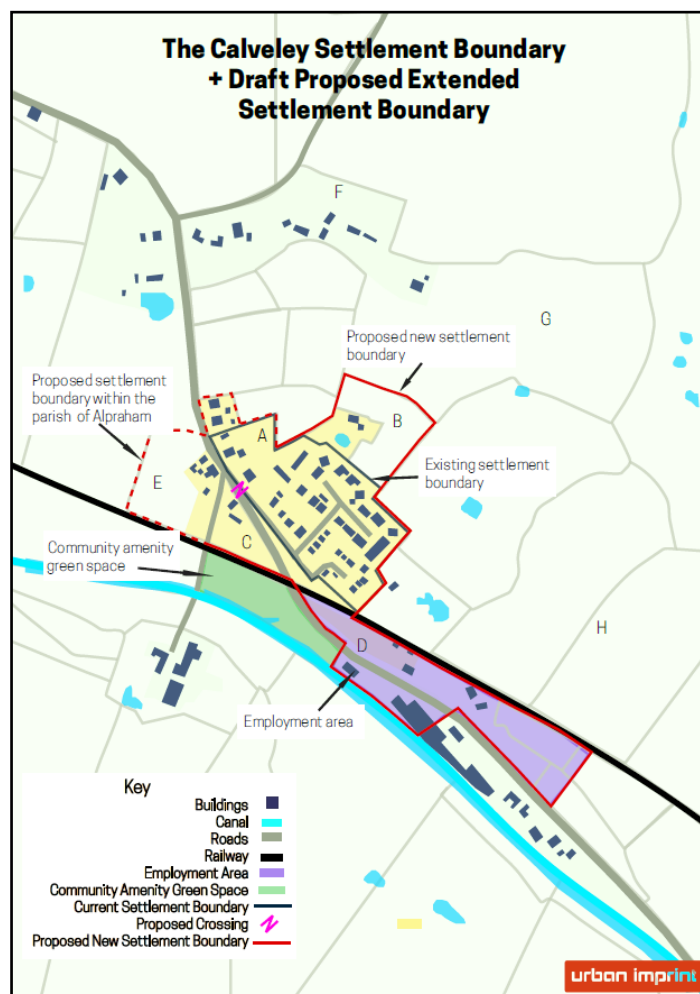 The Calveley Settlement Boundary
+ Draft Proposed Extended
Settlement Boundary
F
G
Proposed new settlement
boundary
Proposed settlement
boundary within the
parish of Alpraham
A
B
E
Existing settlement
boundary
C
Community amenity
green space
H
D
Employment area
Key
Buildings
Canal
Roads
Railway
Employment Area
Community Amenity Green Space
Current Settlement Boundary
Proposed Crossing
Proposed New Settlement Boundary
urban imprint